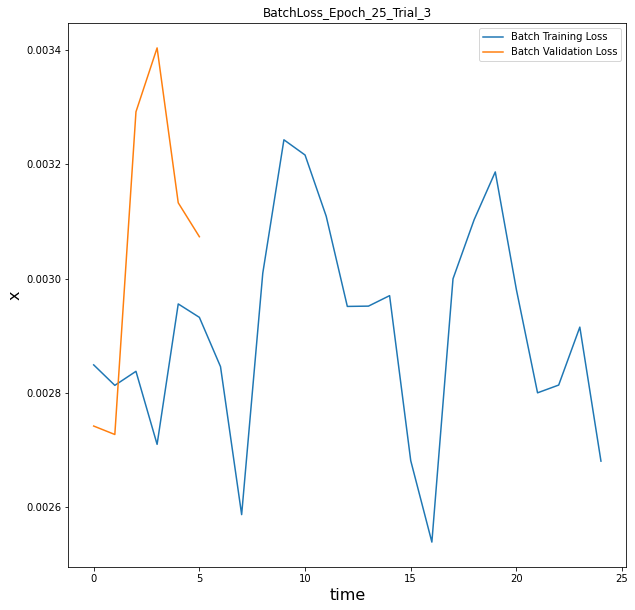 BatchLoss_Epoch_25_Trial_3
Batch Training Loss
Batch Validation Loss
0.0034
0.0032
0.0030
0.0028
0.0026
x
0 5 10 15 20 25
time